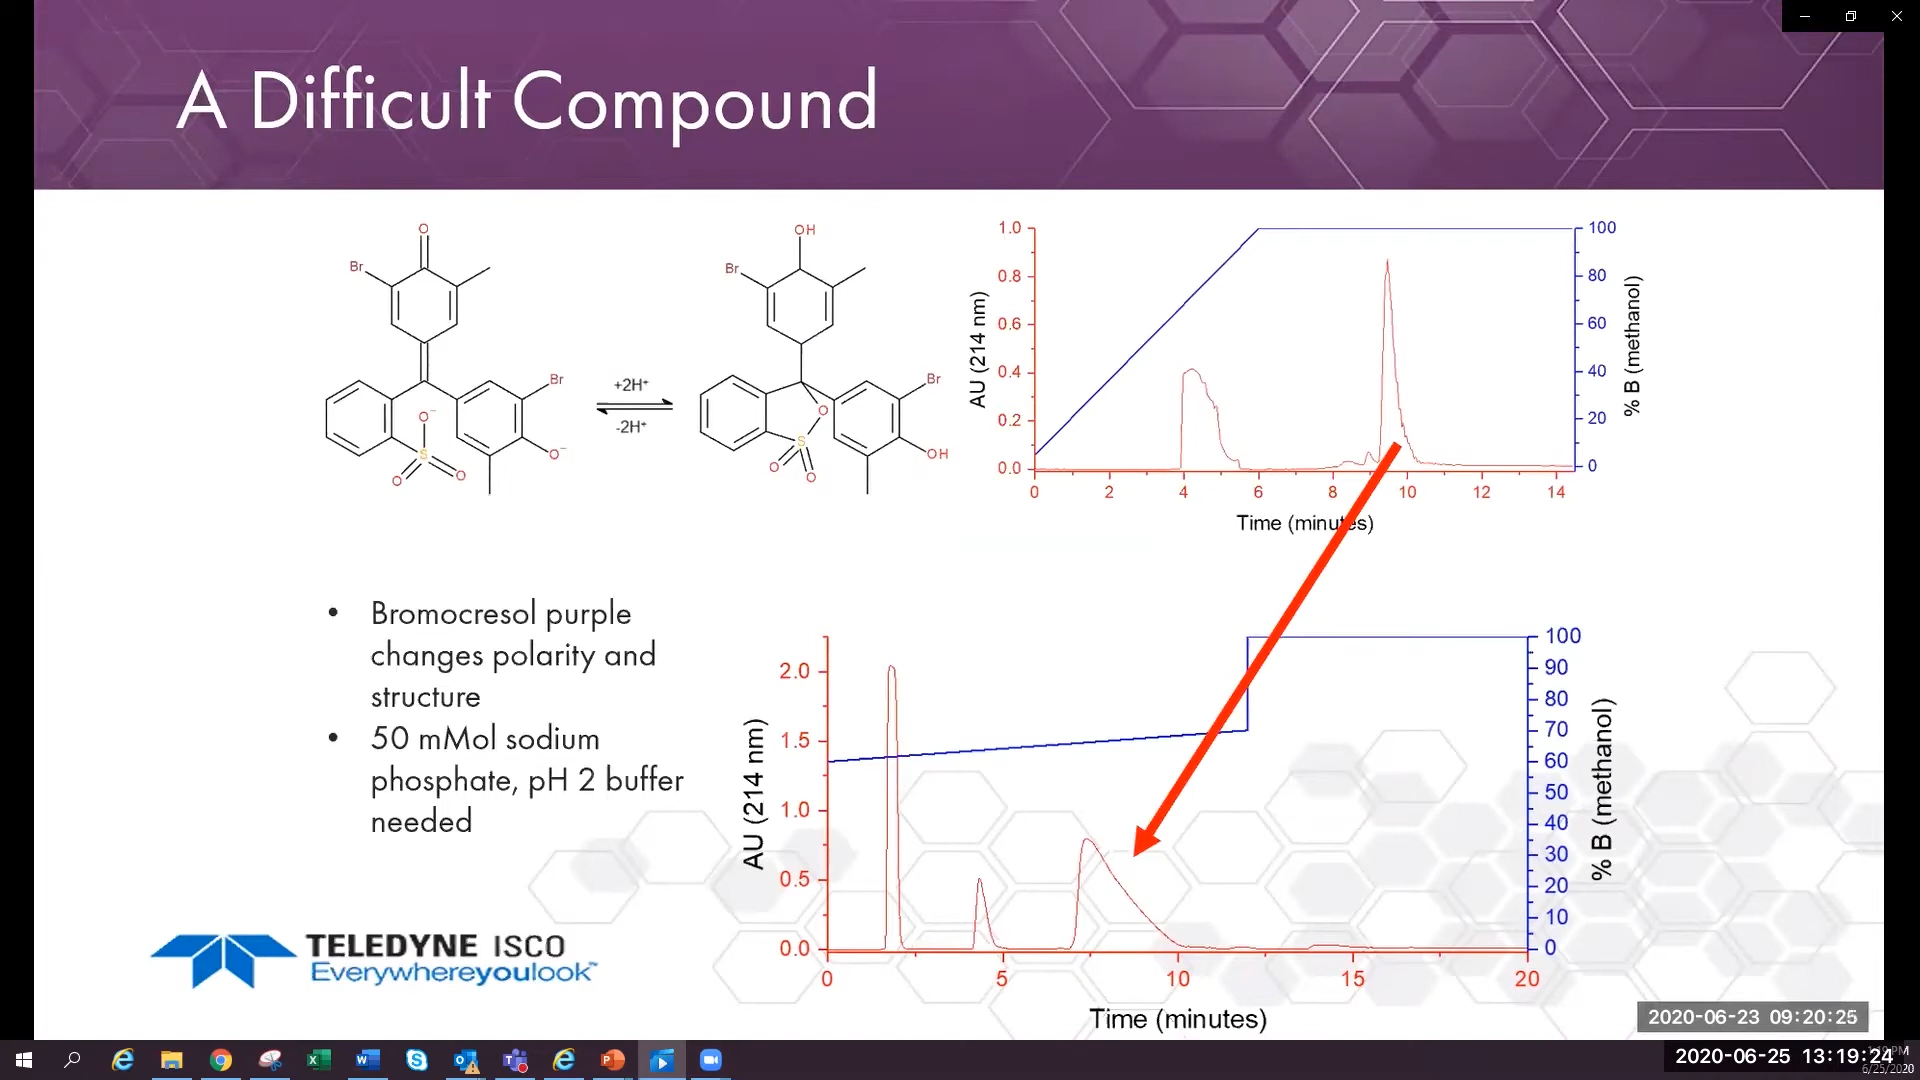 A Difficult Compound
O
Br
O⁻
S
O
O
Br
O⁻
+2H⁺
-2H⁺
OH
Br
O
S
O
O
Br
OH
1.0
0.8
0.6
0.4
0.2
0.0
AU (214 nm)
0 2 4 6 8 10 12 14
Time (minutes)
100
80
60
40
20
0
% B (methanol)
• Bromocresol purple
changes polarity and
structure
• 50 mMol sodium
phosphate, pH 2 buffer
needed
2.0
1.5
1.0
0.5
0.0
AU (214 nm)
0 5 10 15 20
Time (minutes)
100
90
80
70
60
50
40
30
20
10
0
% B (methanol)
TELEDYNE ISCO
Everywhereyoulook™
2020-06-23 09:20:25
2020-06-25 13:19:24
6/25/2020